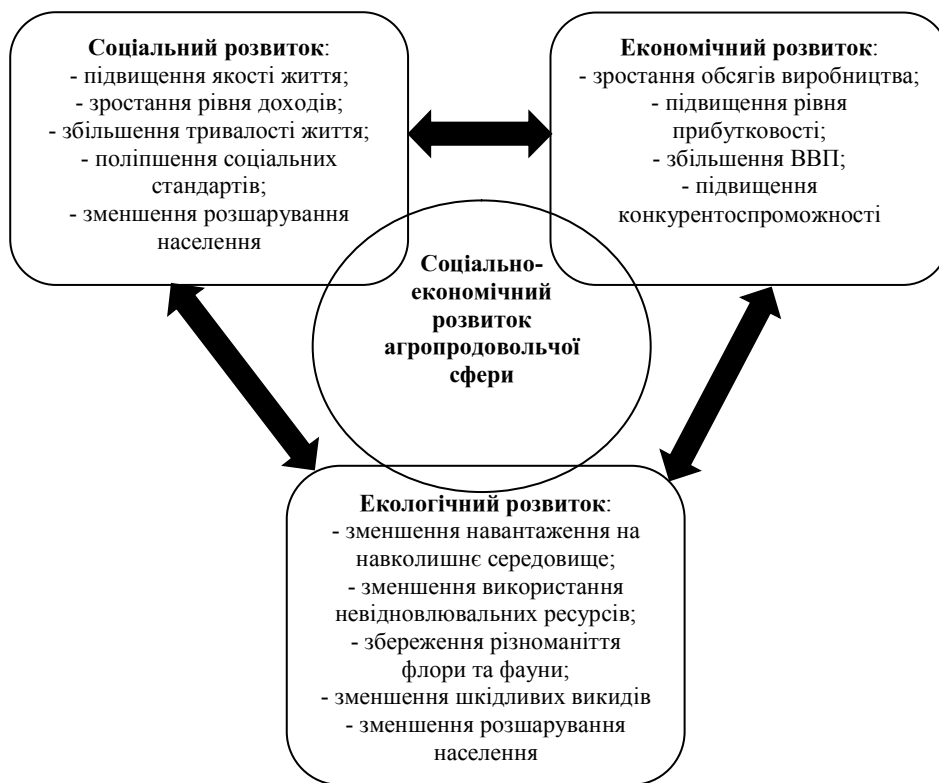 Соціальний розвиток:
- підвищення якості життя;
- зростання рівня доходів;
- збільшення тривалості життя;
- поліпшення соціальних
стандартів;
- зменшення розшарування
населення
Економічний розвиток:
- зростання обсягів виробництва;
- підвищення рівня
прибутковості;
- збільшення ВВП;
- підвищення
конкурентоспроможності
Соціально-
економічний
розвиток
агропродовольчої
сфери
Екологічний розвиток:
- зменшення навантаження на
навколишнє середовище;
- зменшення використання
невідновлювальних ресурсів;
- збереження різноманіття
флори та фауни;
- зменшення шкідливих викидів
- зменшення розшарування
населення